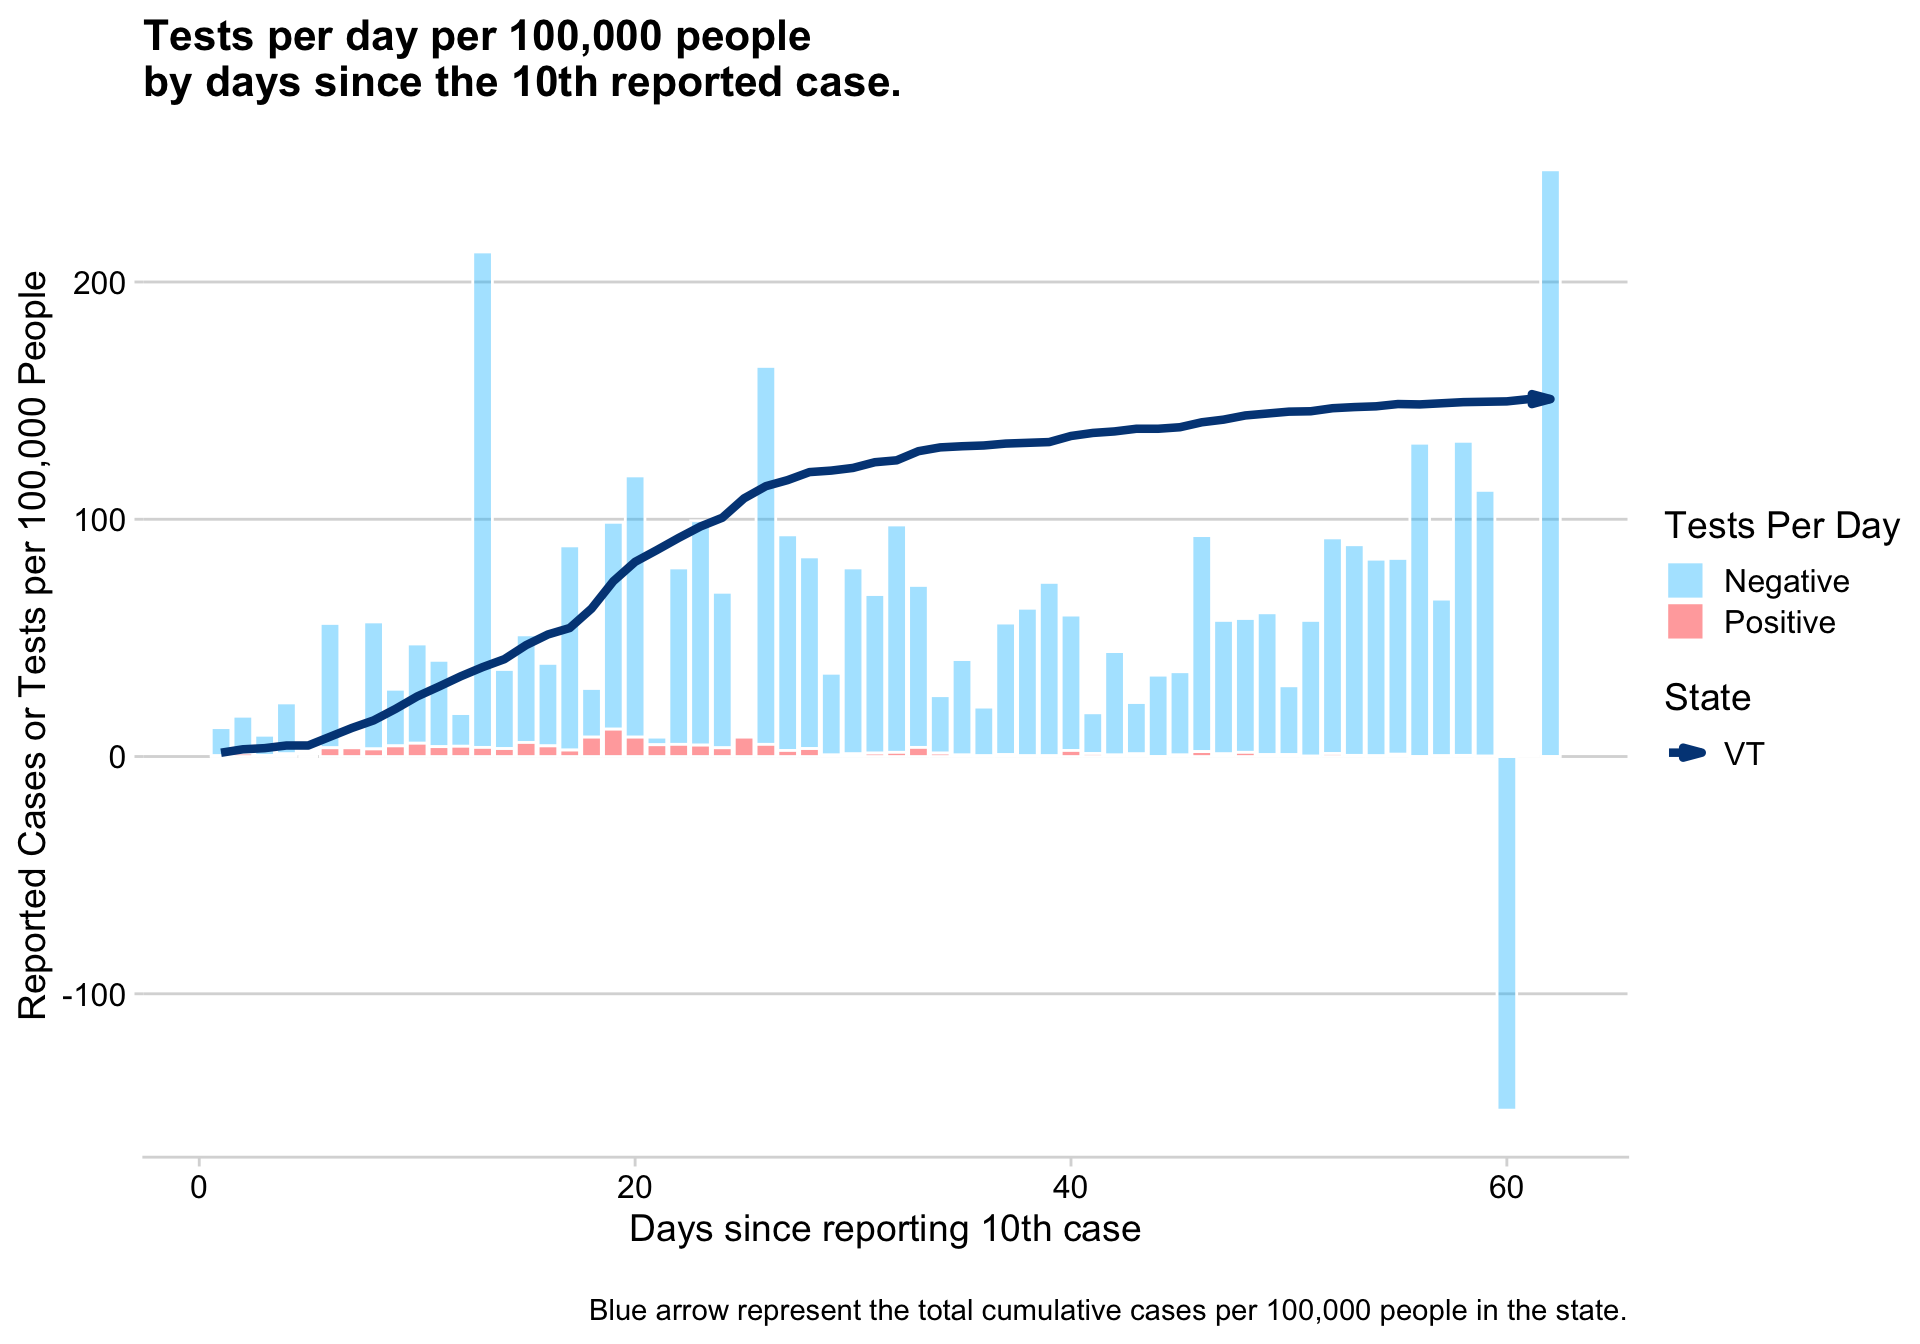 Tests per day per 100,000 people
by days since the 10th reported case.
Reported Cases or Tests per 100,000 People
200
100
0
-100
0
20
40
60
Days since reporting 10th case
Tests Per Day
Negative
Positive
State
VT
Blue arrow represent the total cumulative cases per 100,000 people in the state.